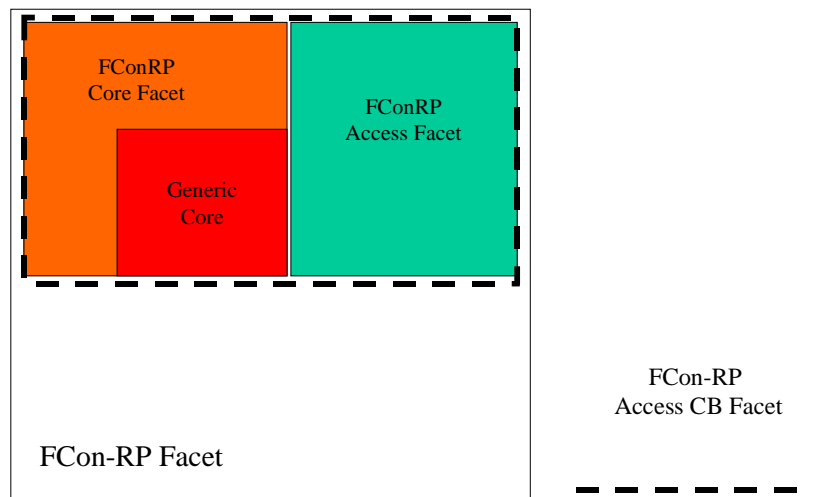 FConRP
Core Facet
FConRP
Access Facet
Generic
Core
FCon-RP
Access CB Facet
FCon-RP Facet